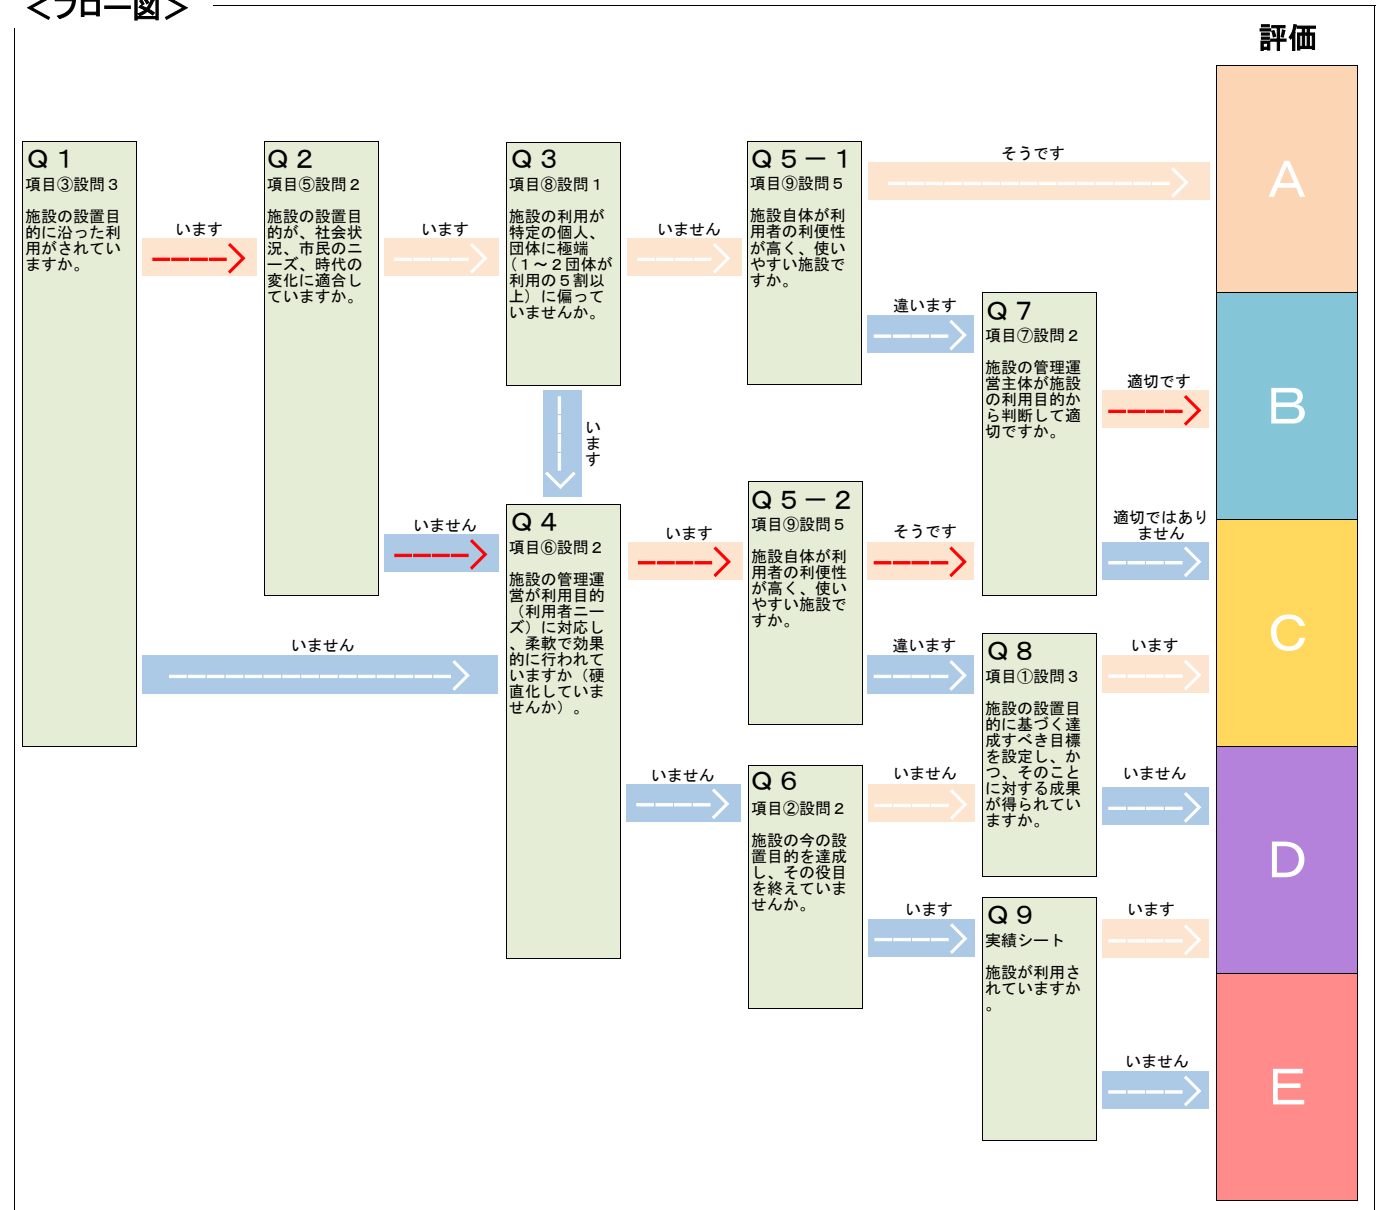 ＜フロー図＞
評価
Ｑ１
項目③設問３
施設の設置目
的に沿った利
用がされてい
ますか。
います
いません
Ｑ２
項目⑤設問２
施設の設置目
的が、社会状
況、市民のニ
ーズ、時代の
変化に適合し
ていますか。
います
いません
Ｑ３
項目⑧設問１
施設の利用が
特定の個人、
団体に極端
（１～２団体が
利用の５割以
上）に偏って
いませんか。
いません
います
Ｑ４
項目⑥設問２
施設の管理運
営が利用目的
（利用者ニー
ズ）に対応し
、柔軟で効果
的に行われて
いますか（硬
直化していま
せんか）。
います
いません
Ｑ５－１
項目⑨設問５
施設自体が利
用者の利便性
が高く、使い
やすい施設で
すか。
そうです
違います
Ｑ５－２
項目⑨設問５
施設自体が利
用者の利便性
が高く、使い
やすい施設で
すか。
そうです
違います
Ｑ６
項目②設問２
施設の今の設
置目的を達成
し、その役目
を終えていま
せんか。
いません
います
Ｑ７
項目⑦設問２
施設の管理運
営主体が施設
の利用目的か
ら判断して適
切ですか。
適切です
適切ではあり
ません
Ｑ８
項目①設問３
施設の設置目
的に基づく達
成すべき目標
を設定し、か
つ、そのこと
に対する成果
が得られてい
ますか。
います
いません
Ｑ９
実績シート
施設が利用さ
れていますか
。
います
いません
Ａ
Ｂ
Ｃ
Ｄ
Ｅ